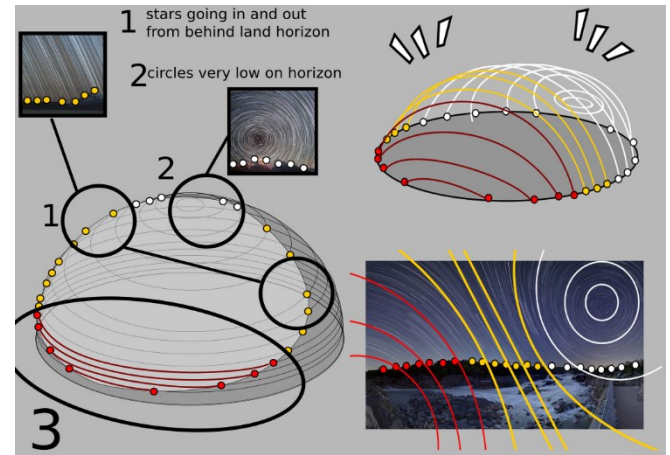 1 stars going in and out
from behind land horizon
2 circles very low on horizon
2
1
3